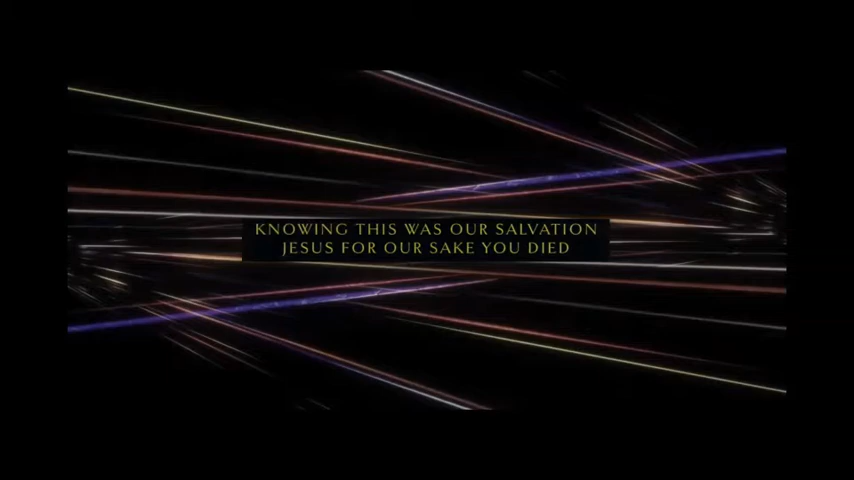 KNOWING THIS WAS OUR SALVATION
JESUS FOR OUR SAKE YOU DIED